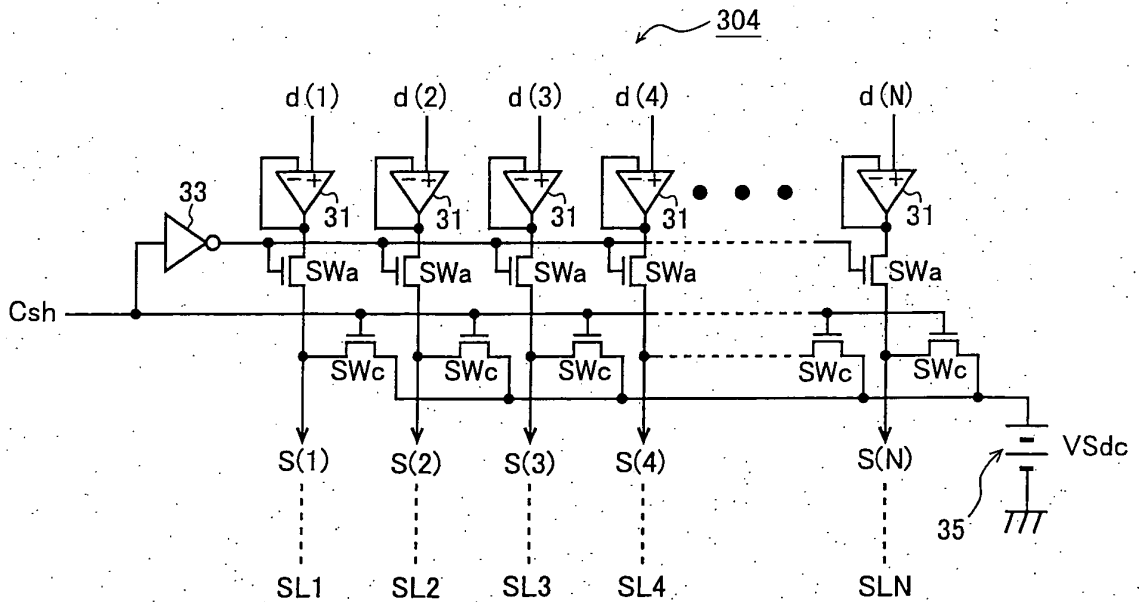 304
d(1) d(2) d(3) d(4) d(N)
33
− + − + − + − + − +
31 31 31 31 31
SWa SWa SWa SWa SWa
Csh
SWc SWc SWc SWc SWc
S(1) S(2) S(3) S(4) S(N)
VSdc
35
SL1 SL2 SL3 SL4 SLN